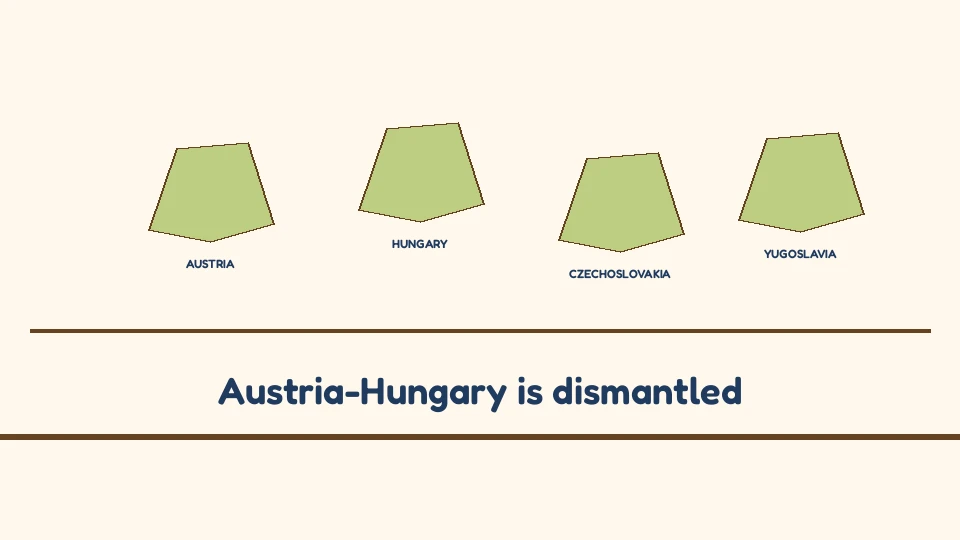 AUSTRIA
HUNGARY
CZECHOSLOVAKIA
YUGOSLAVIA
Austria-Hungary is dismantled